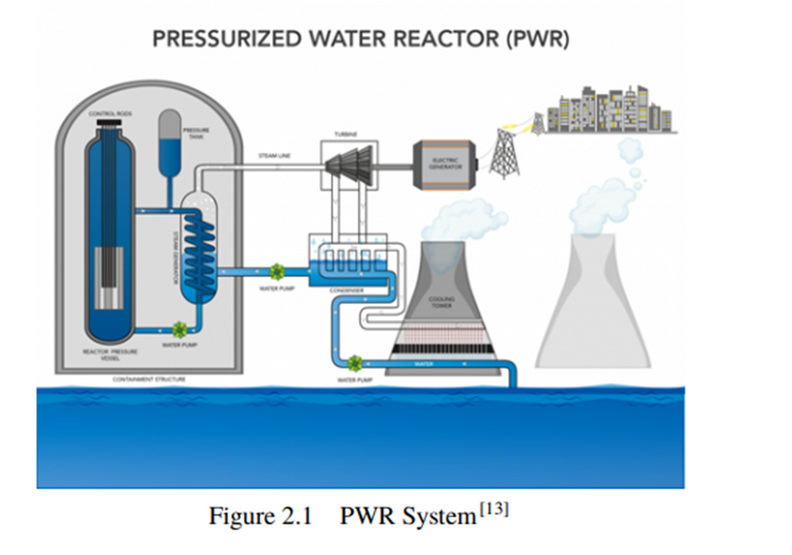 PRESSURIZED WATER REACTOR (PWR)
CONTROL RODS
PRESSURE
TANK
TURBINE
STEAM LINE
ELECTRIC
GENERATOR
STEAM GENERATOR
WATER PUMP
CONDENSER
COOLING
TOWER
WATER PUMP
REACTOR PRESSURE
VESSEL
WATER
CONTAINMENT STRUCTURE
WATER PUMP
Figure 2.1 PWR System[13]